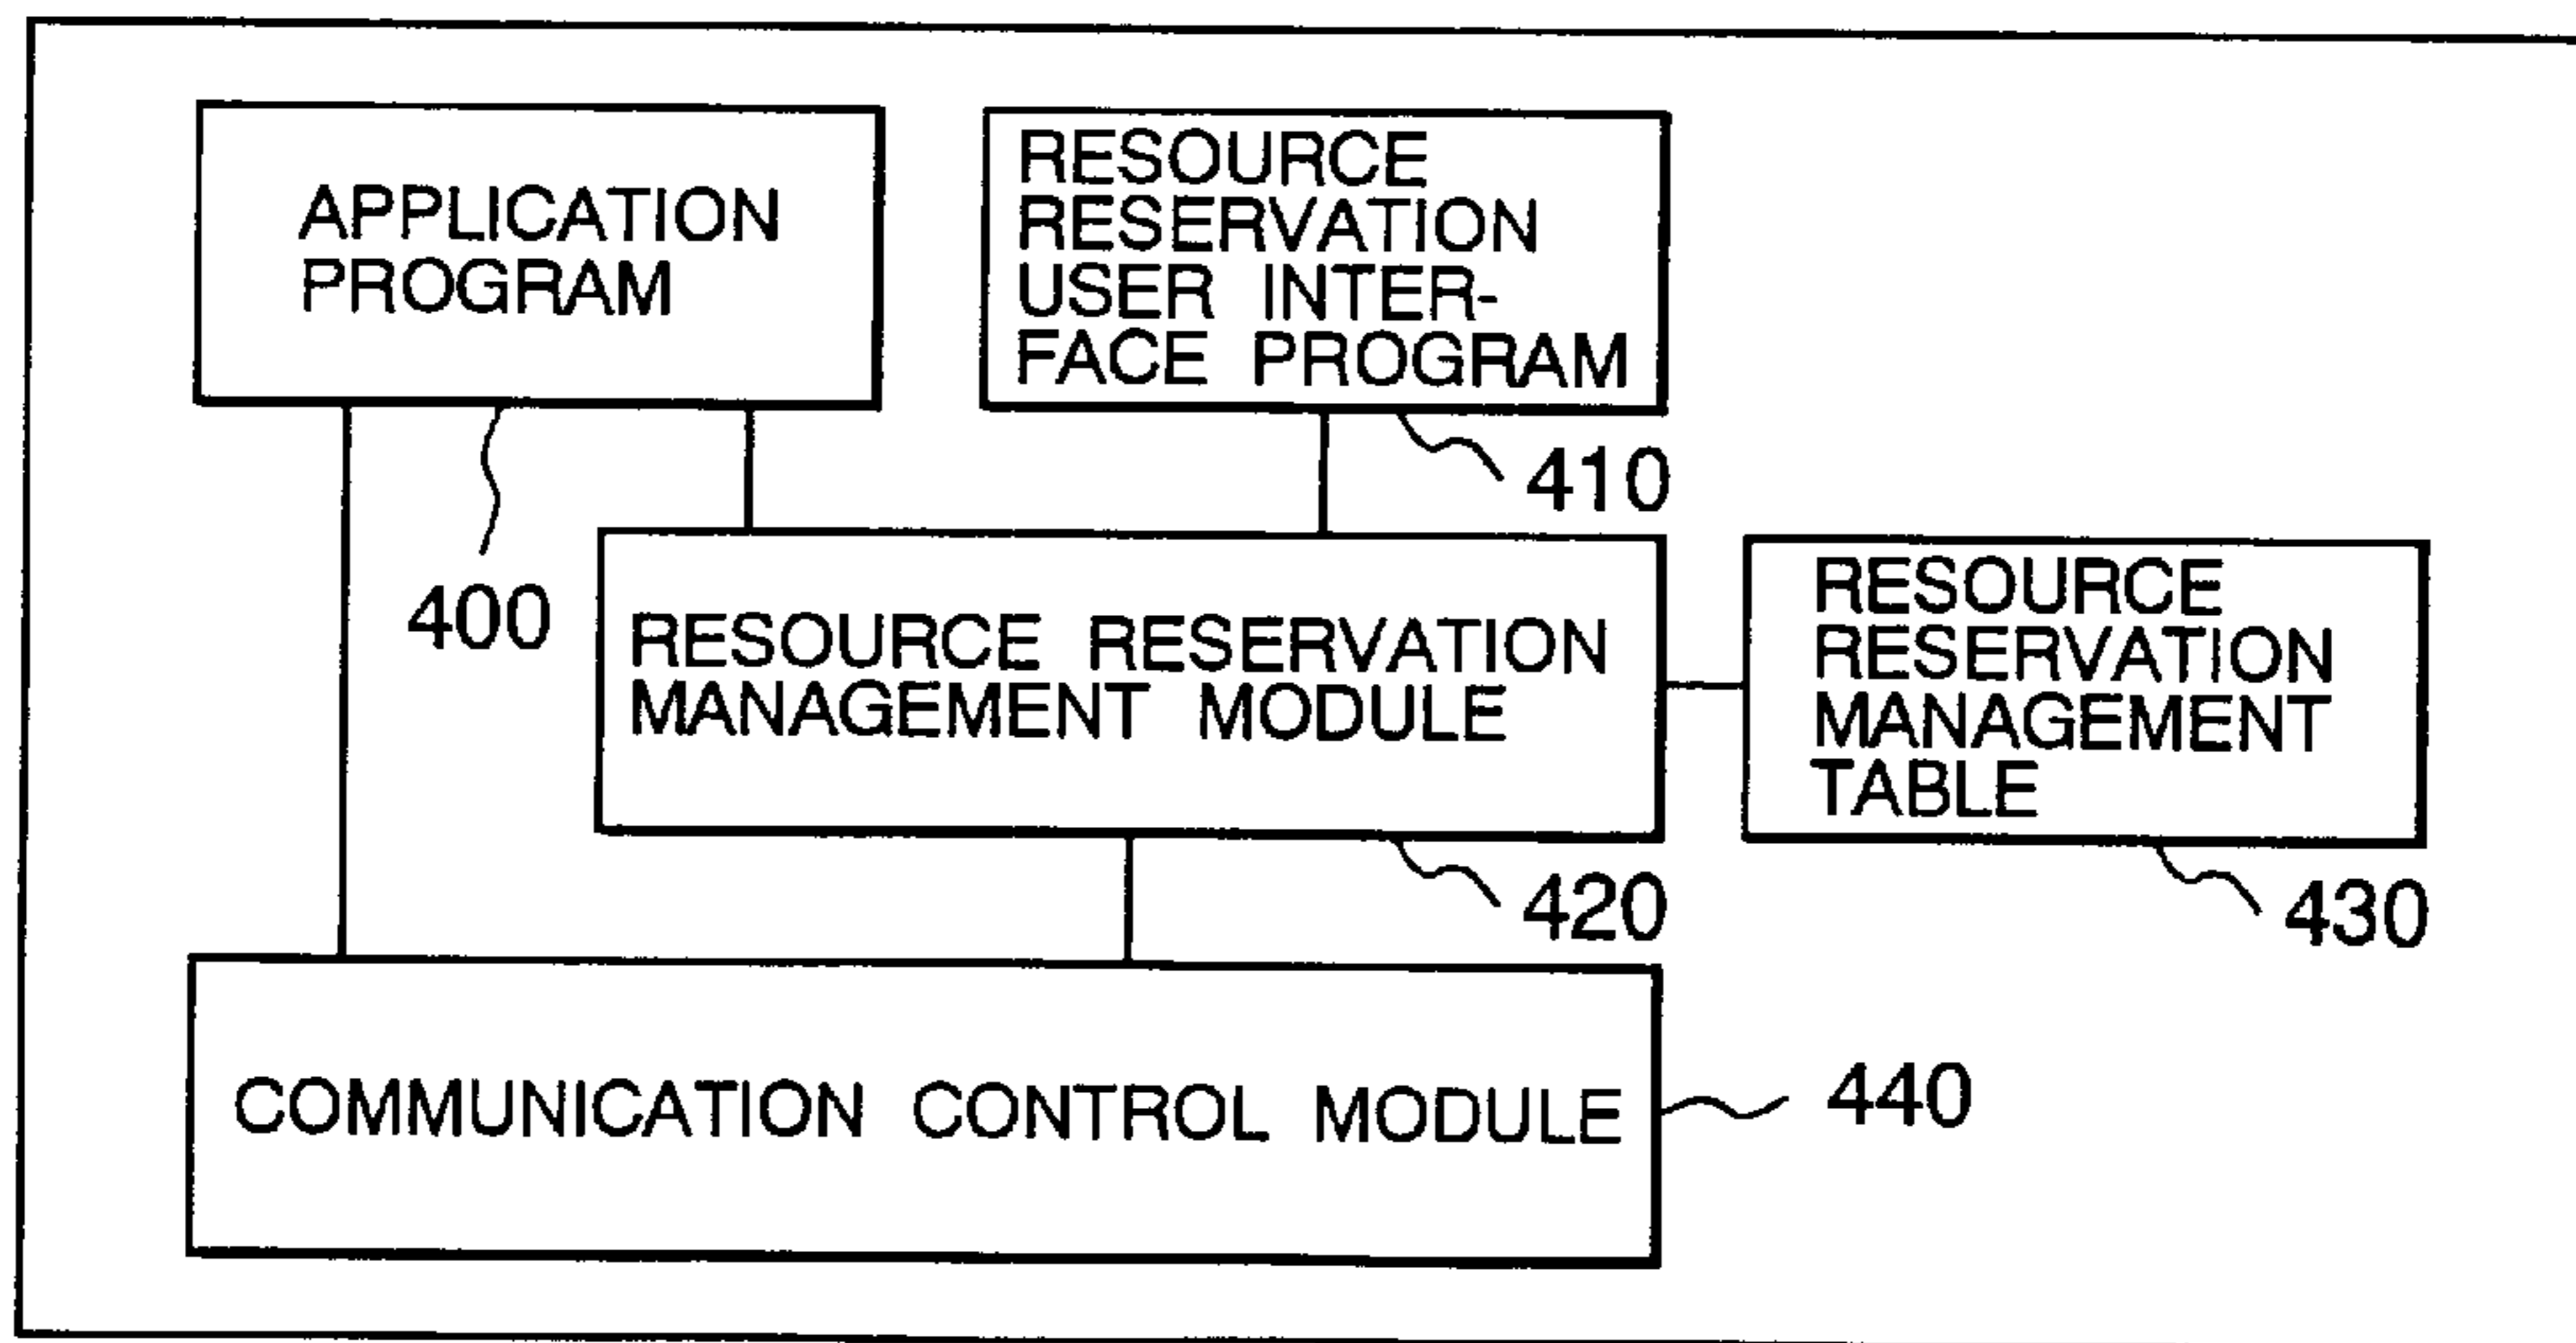 APPLICATION
PROGRAM
RESOURCE
RESERVATION
USER INTER-
FACE PROGRAM
410
400
RESOURCE RESERVATION
MANAGEMENT MODULE
420
RESOURCE
RESERVATION
MANAGEMENT
TABLE
430
COMMUNICATION CONTROL MODULE
440